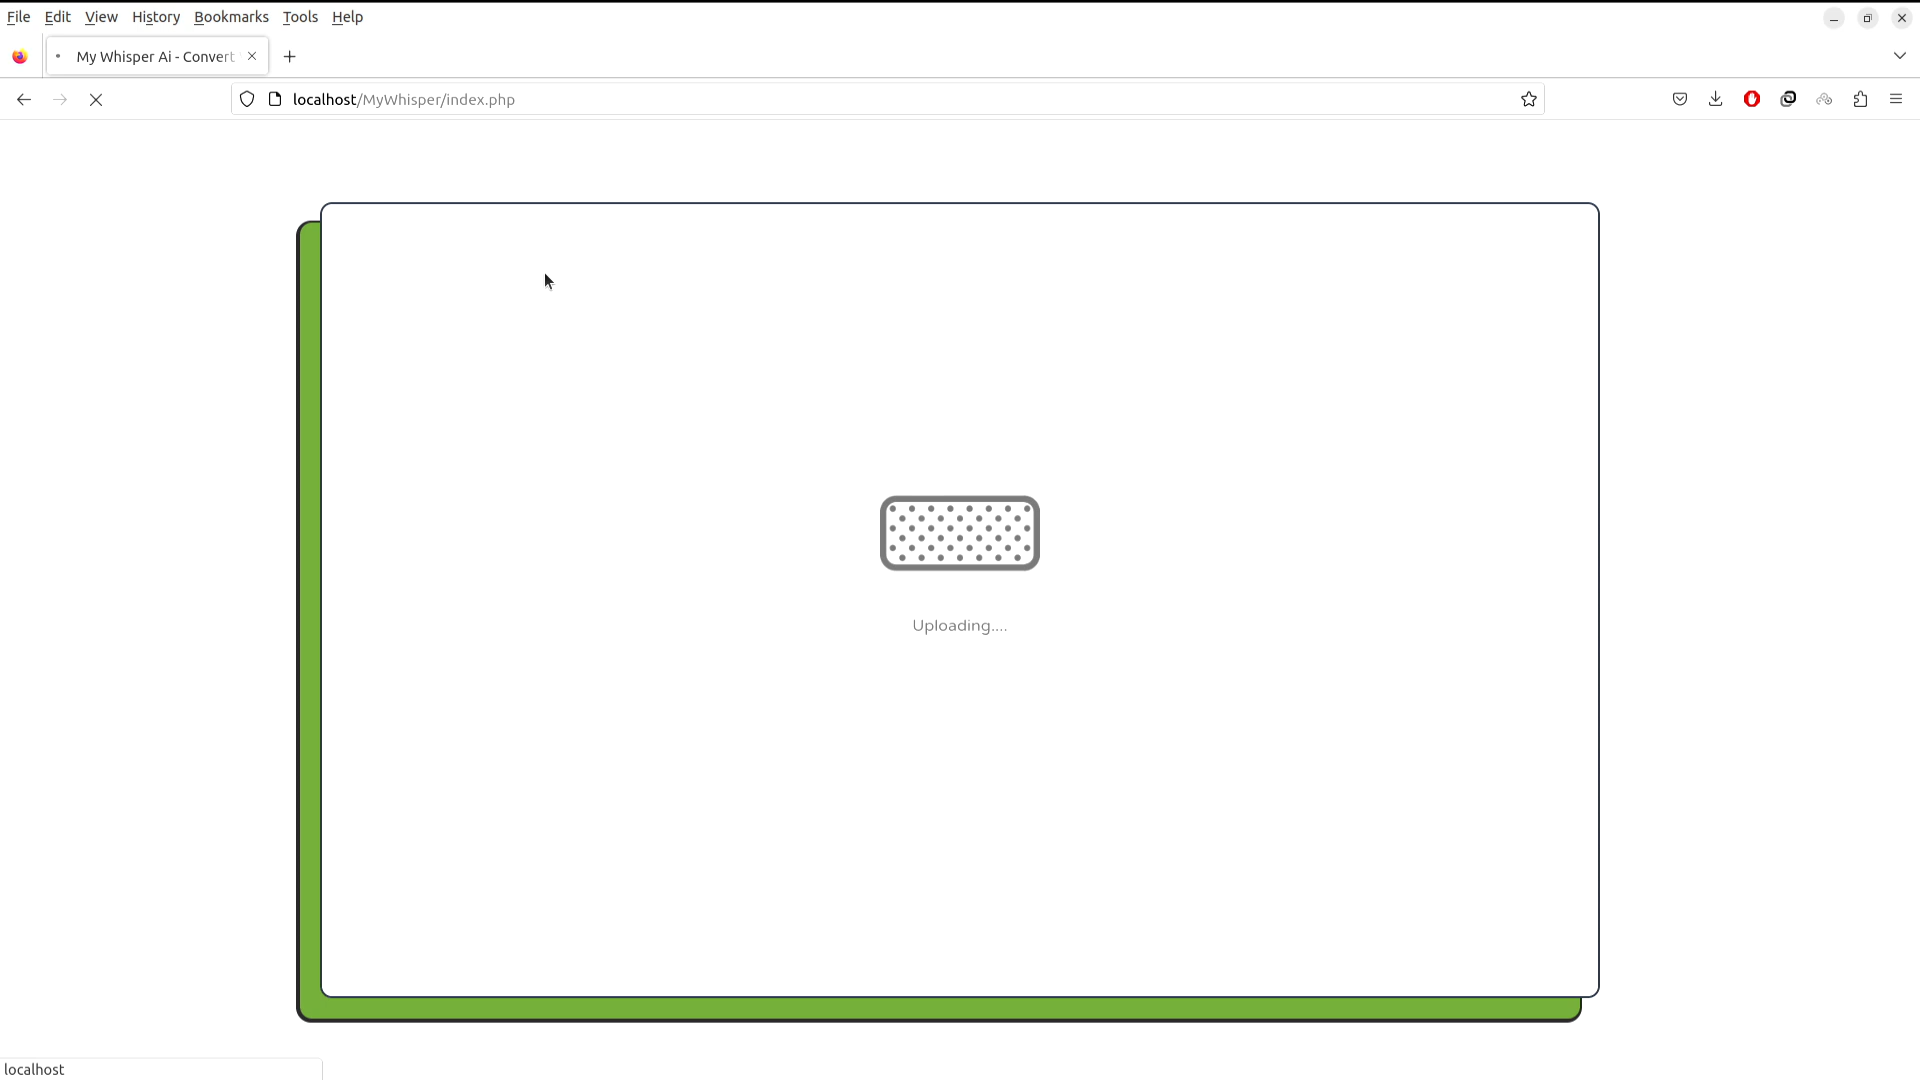 File Edit View History Bookmarks Tools Help
My Whisper Ai - Convert
localhost/MyWhisper/index.php
Uploading....
localhost